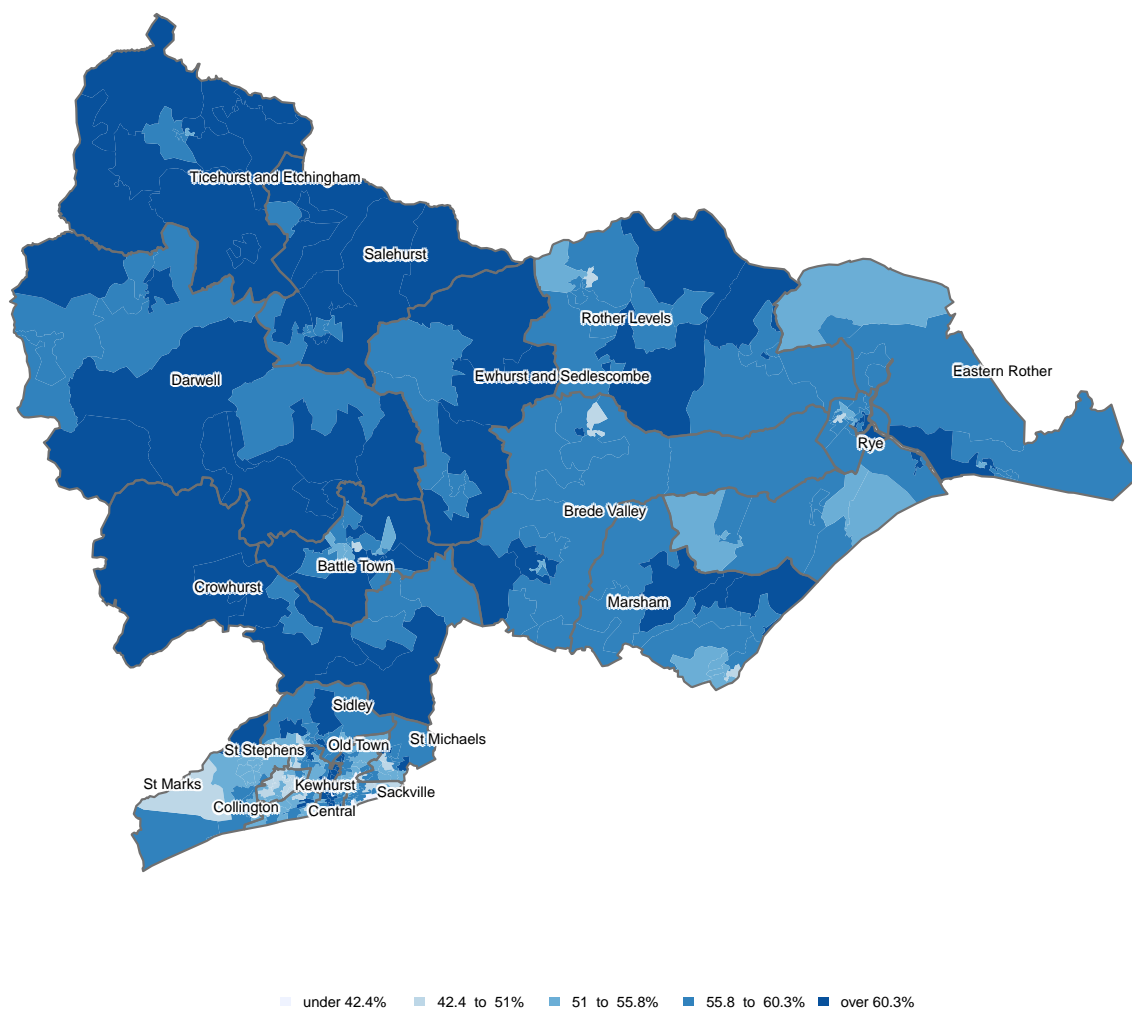 Ticehurst and Etchingham
Salehurst
Rother Levels
Darwell
Ewhurst and Sedlescombe
Eastern Rother
Rye
Brede Valley
Battle Town
Crowhurst
Marsham
Sidley
St Stephens
Old Town
St Michaels
St Marks
Kewhurst
Sackville
Collington
Central
under 42.4%
42.4 to 51%
51 to 55.8%
55.8 to 60.3%
over 60.3%